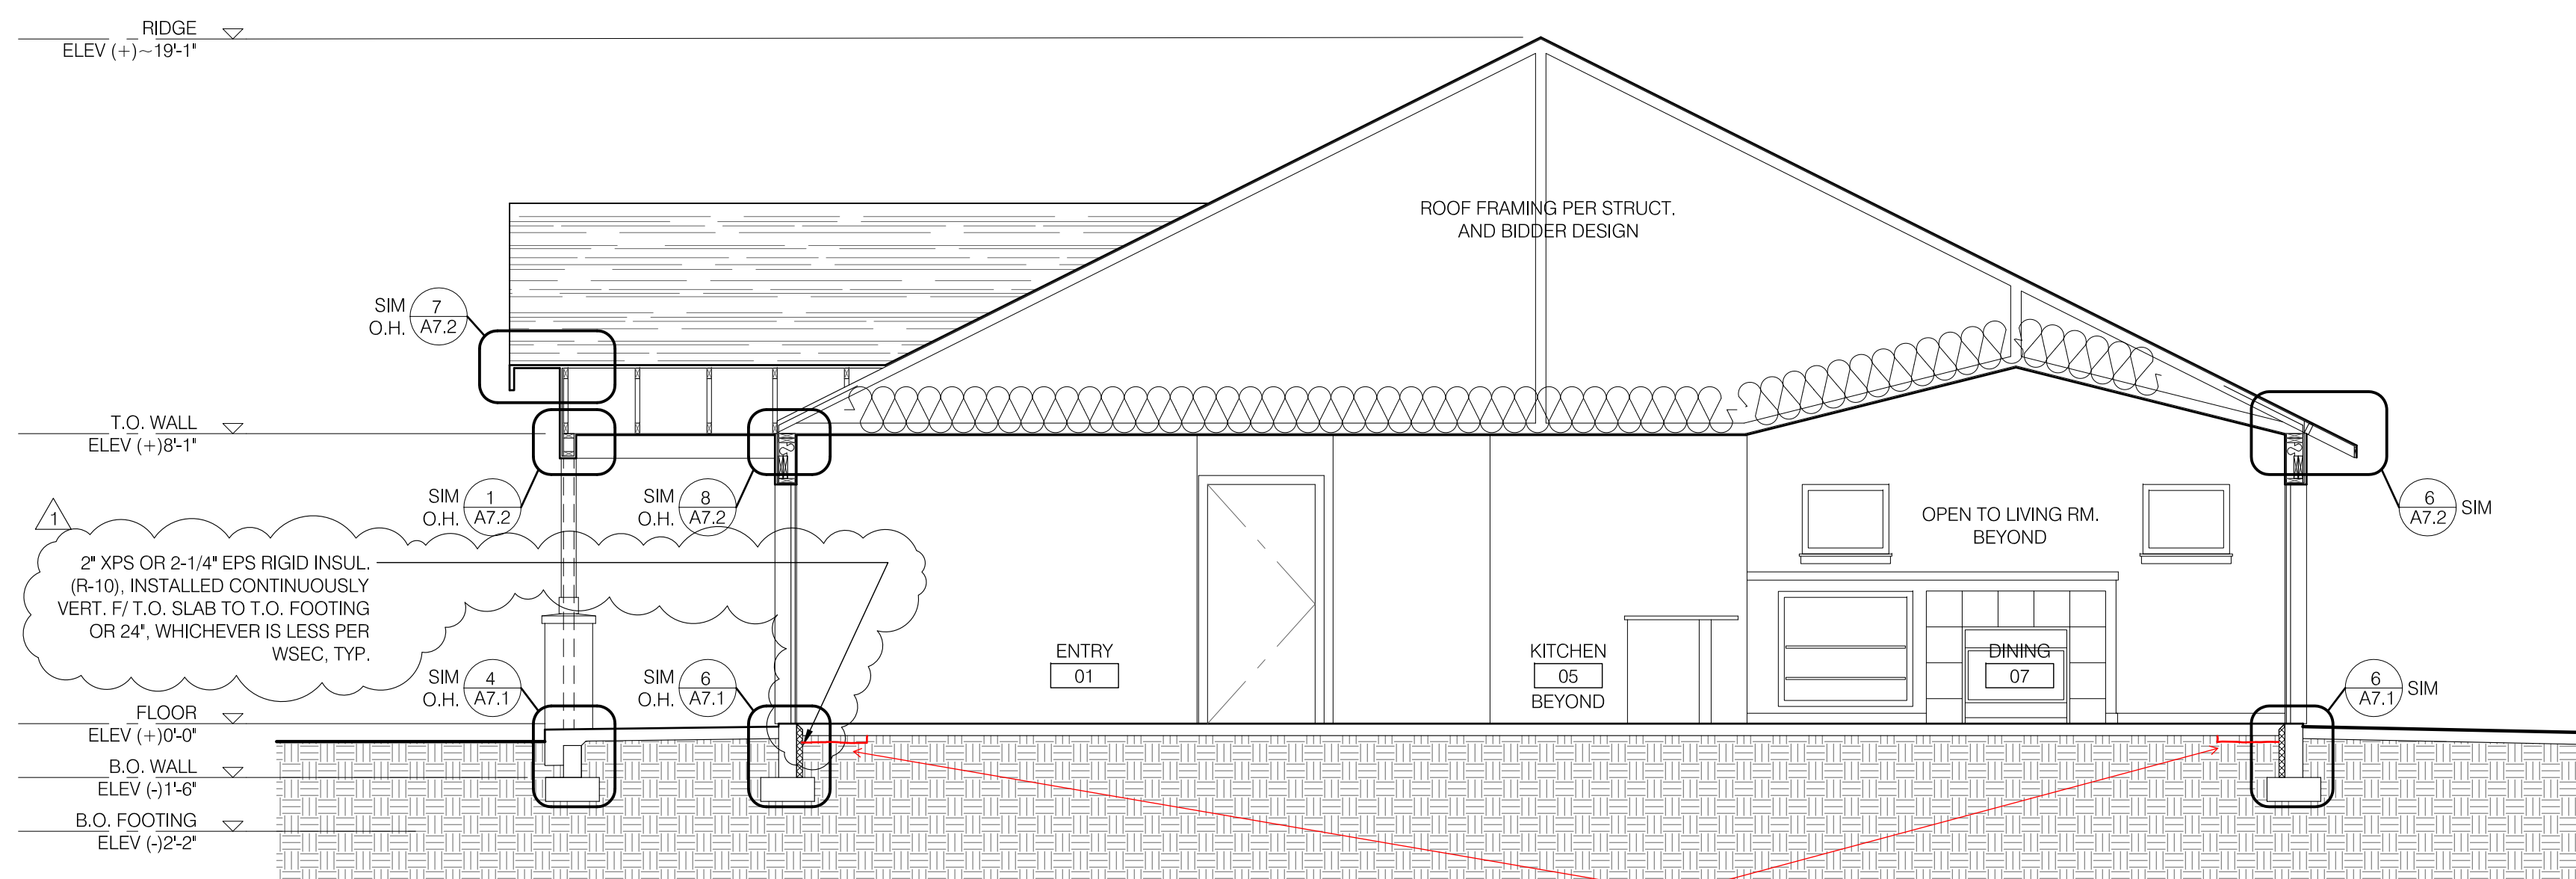 RIDGE
ELEV (+)~19'-1"
ROOF FRAMING PER STRUCT.
AND BIDDER DESIGN
SIM
O.H.
7
A7.2
T.O. WALL
ELEV (+)8'-1"
SIM
O.H.
1
A7.2
SIM
O.H.
8
A7.2
6
A7.2
SIM
OPEN TO LIVING RM.
BEYOND
1
2" XPS OR 2-1/4" EPS RIGID INSUL.
(R-10), INSTALLED CONTINUOUSLY
VERT. F/ T.O. SLAB TO T.O. FOOTING
OR 24", WHICHEVER IS LESS PER
WSEC, TYP.
ENTRY
01
KITCHEN
05
BEYOND
DINING
07
SIM
O.H.
4
A7.1
SIM
O.H.
6
A7.1
6
A7.1
SIM
FLOOR
ELEV (+)0'-0"
B.O. WALL
ELEV (-)1'-6"
B.O. FOOTING
ELEV (-)2'-2"